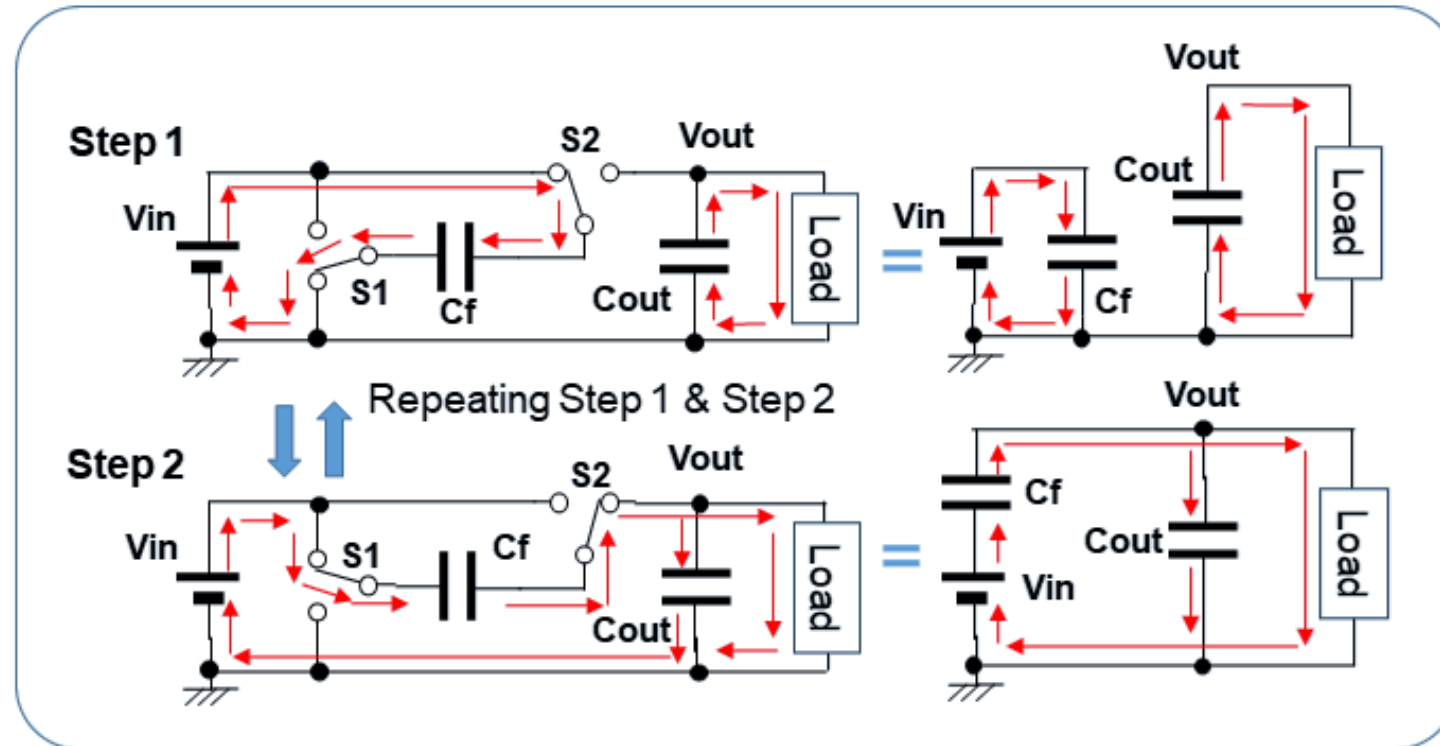 Step 1
Vin
S1
Cf
S2
Vout
Cout
Load
=
Vin
Cf
Vout
Cout
Load
Repeating Step 1 & Step 2
Step 2
Vin
S1
Cf
S2
Vout
Cout
Load
=
Cf
Vin
Vout
Cout
Load